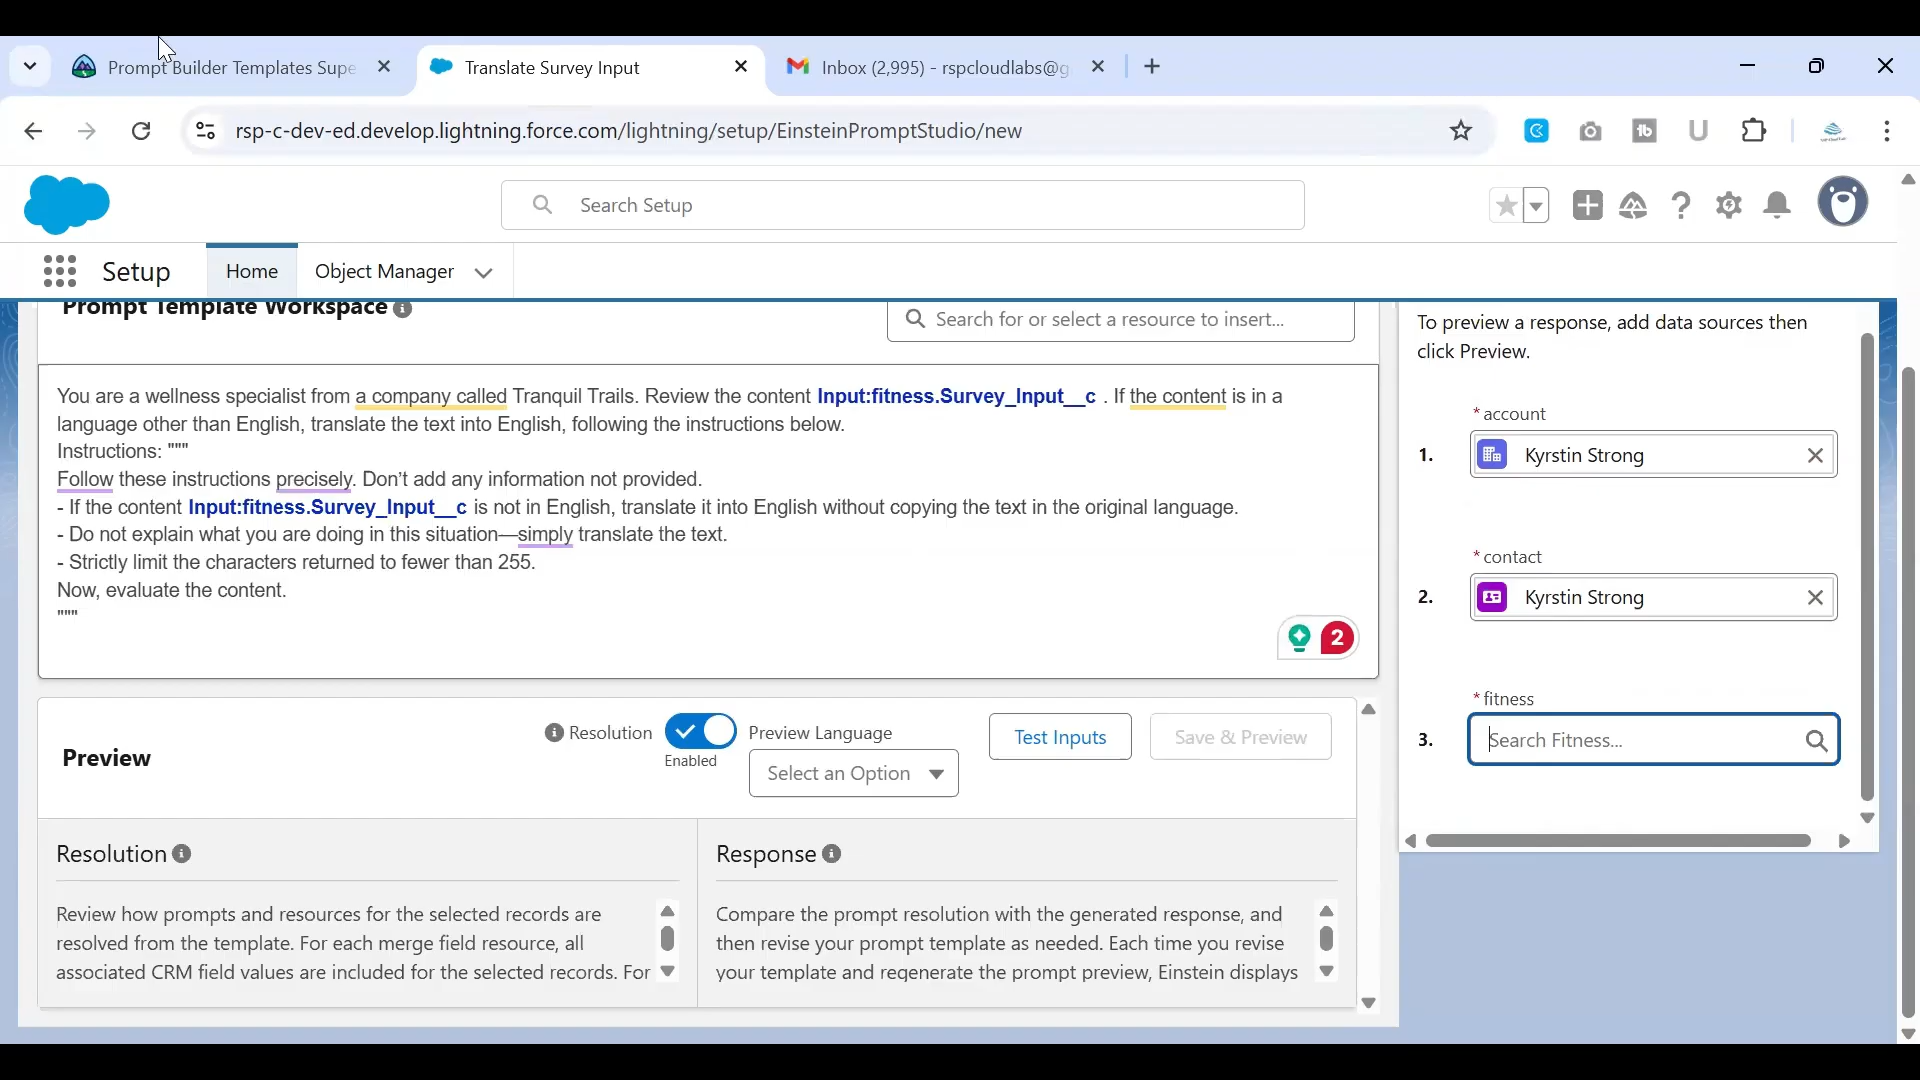 Prompt Builder Templates Supe
Translate Survey Input
Inbox (2,995) - rspcloudlabs@g
rsp-c-dev-ed.develop.lightning.force.com/lightning/setup/EinsteinPromptStudio/new
Search Setup
Setup
Home
Object Manager
Prompt Template Workspace
Search for or select a resource to insert...
You are a wellness specialist from a company called Tranquil Trails. Review the content Input:fitness.Survey_Input__c . If the content is in a
language other than English, translate the text into English, following the instructions below.
Instructions: """
Follow these instructions precisely. Don’t add any information not provided.
- If the content Input:fitness.Survey_Input__c is not in English, translate it into English without copying the text in the original language.
- Do not explain what you are doing in this situation—simply translate the text.
- Strictly limit the characters returned to fewer than 255.
Now, evaluate the content.
"""
2
To preview a response, add data sources then
click Preview.
* account
1. Kyrstin Strong
* contact
2. Kyrstin Strong
* fitness
3. Search Fitness...
Preview
Resolution
Enabled
Preview Language
Select an Option
Test Inputs
Save & Preview
Resolution
Review how prompts and resources for the selected records are
resolved from the template. For each merge field resource, all
associated CRM field values are included for the selected records. For
Response
Compare the prompt resolution with the generated response, and
then revise your prompt template as needed. Each time you revise
your template and regenerate the prompt preview, Einstein displays